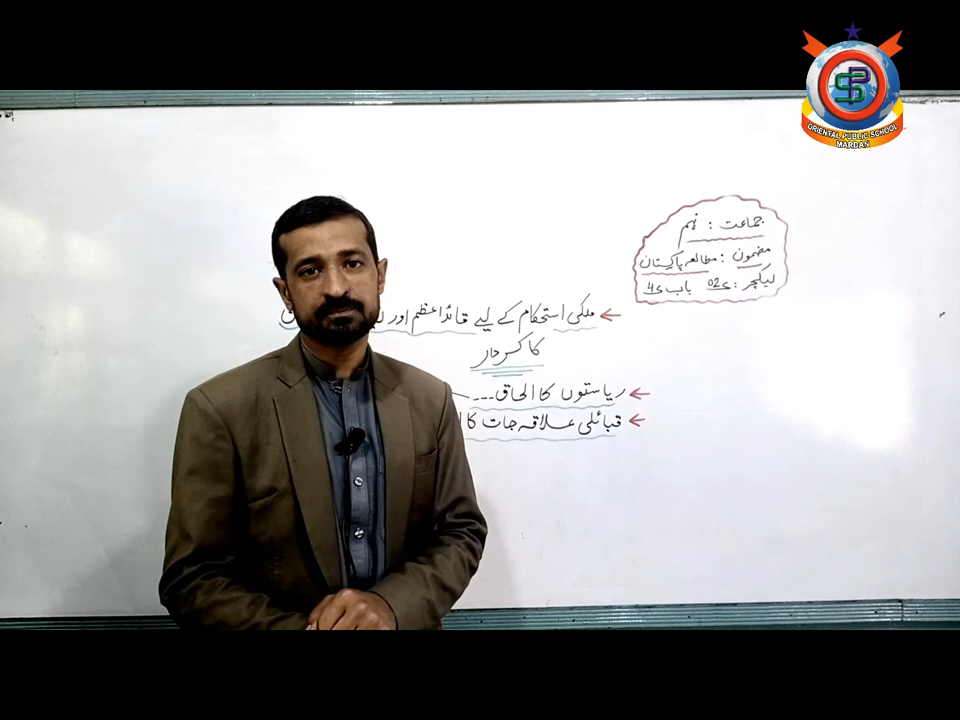 ORIENTAL PUBLIC SCHOOL
MARDAN
جماعت : نہم
مضمون : مطالعہ پاکستان
لیکچر : 02 باب 4
ملکی استحکام کے لیے قائداعظم اور
کا کردار
ریاستوں کا الحاق۔۔۔
قبائلی علاقہ جات کا